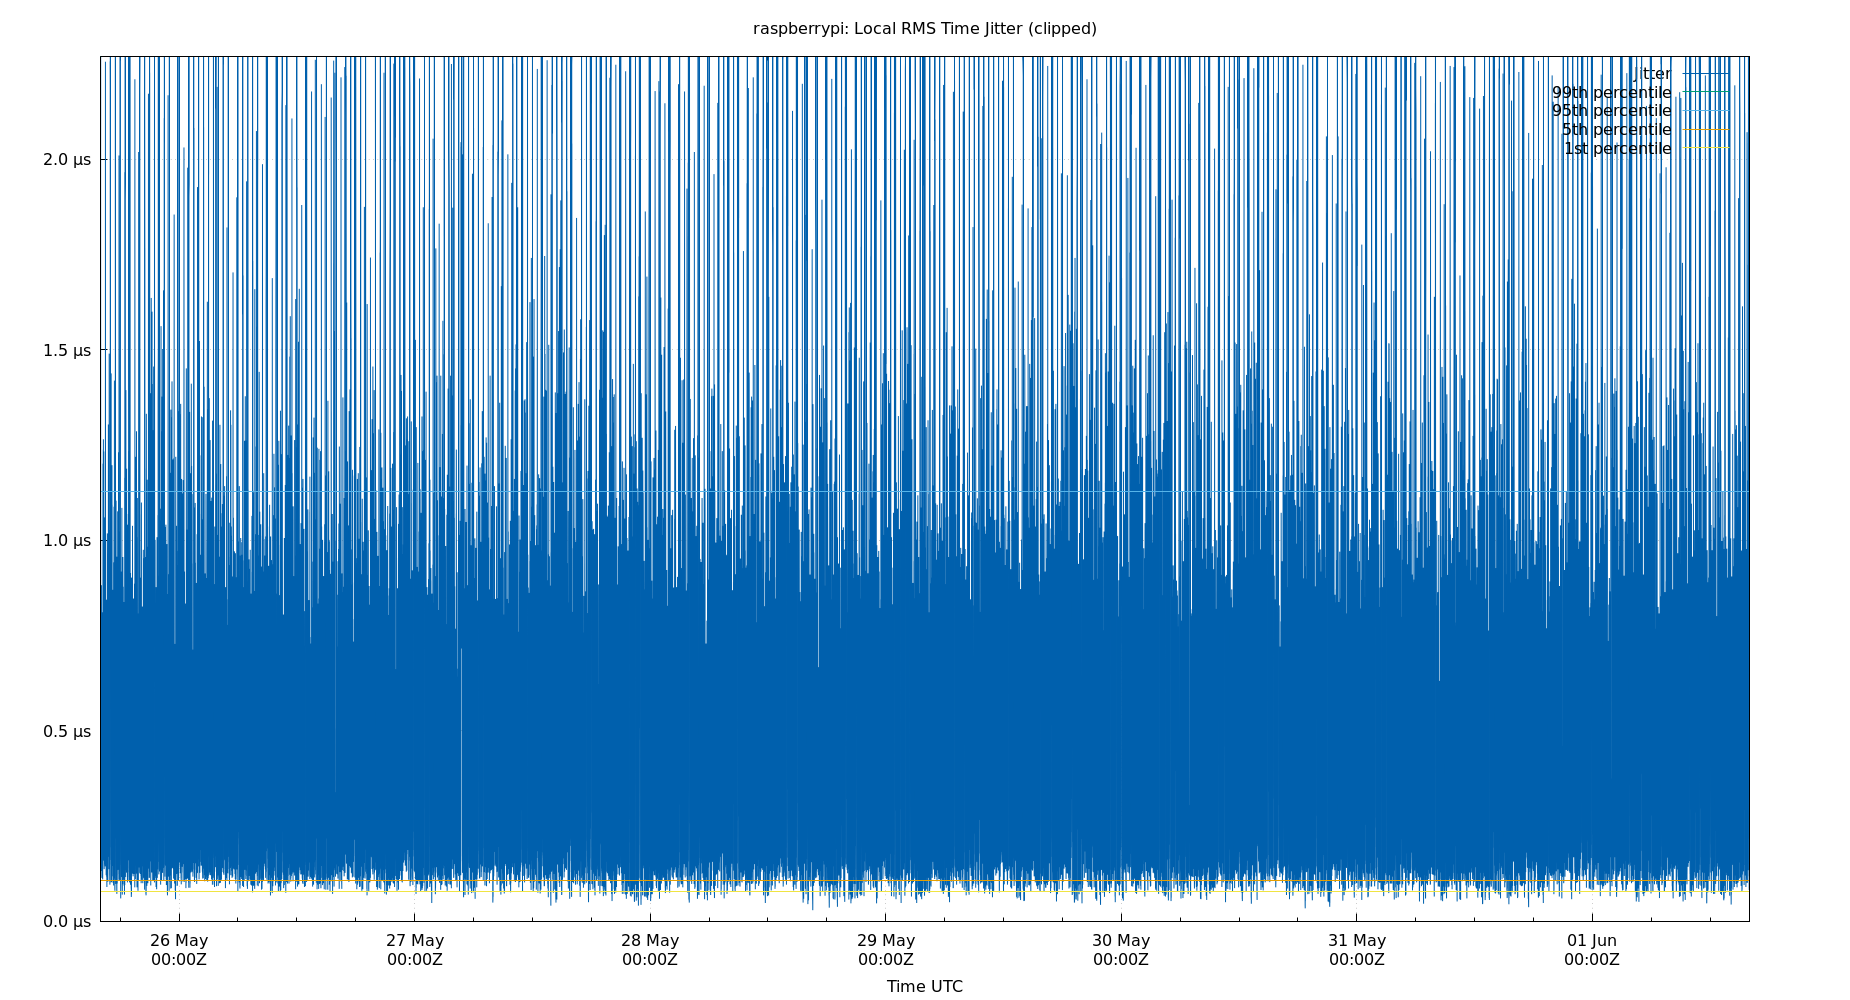 raspberrypi: Local RMS Time Jitter (clipped)
Jitter
99th percentile
95th percentile
5th percentile
1st percentile
2.0 μs
1.5 μs
1.0 μs
0.5 μs
0.0 μs
26 May 27 May 28 May 29 May 30 May 31 May 01 Jun
00:00Z 00:00Z 00:00Z 00:00Z 00:00Z 00:00Z 00:00Z
Time UTC